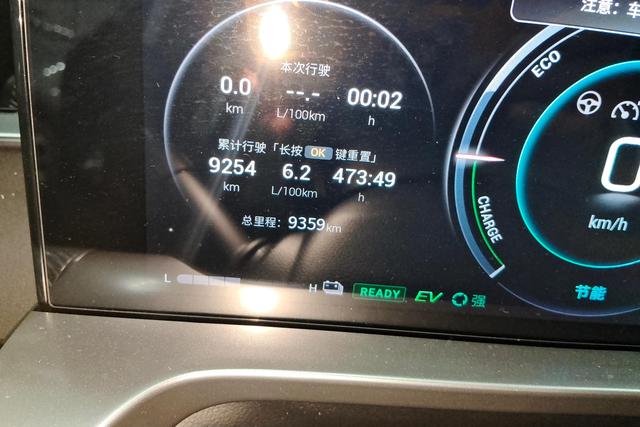 注意：车
本次行驶
0.0 --.- 00:02
km L/100km h
累计行驶「长按 OK 键重置」
9254 6.2 473:49
km L/100km h
总里程：9359km
L H READY EV 强
ECO
CHARGE
0
km/h
节能